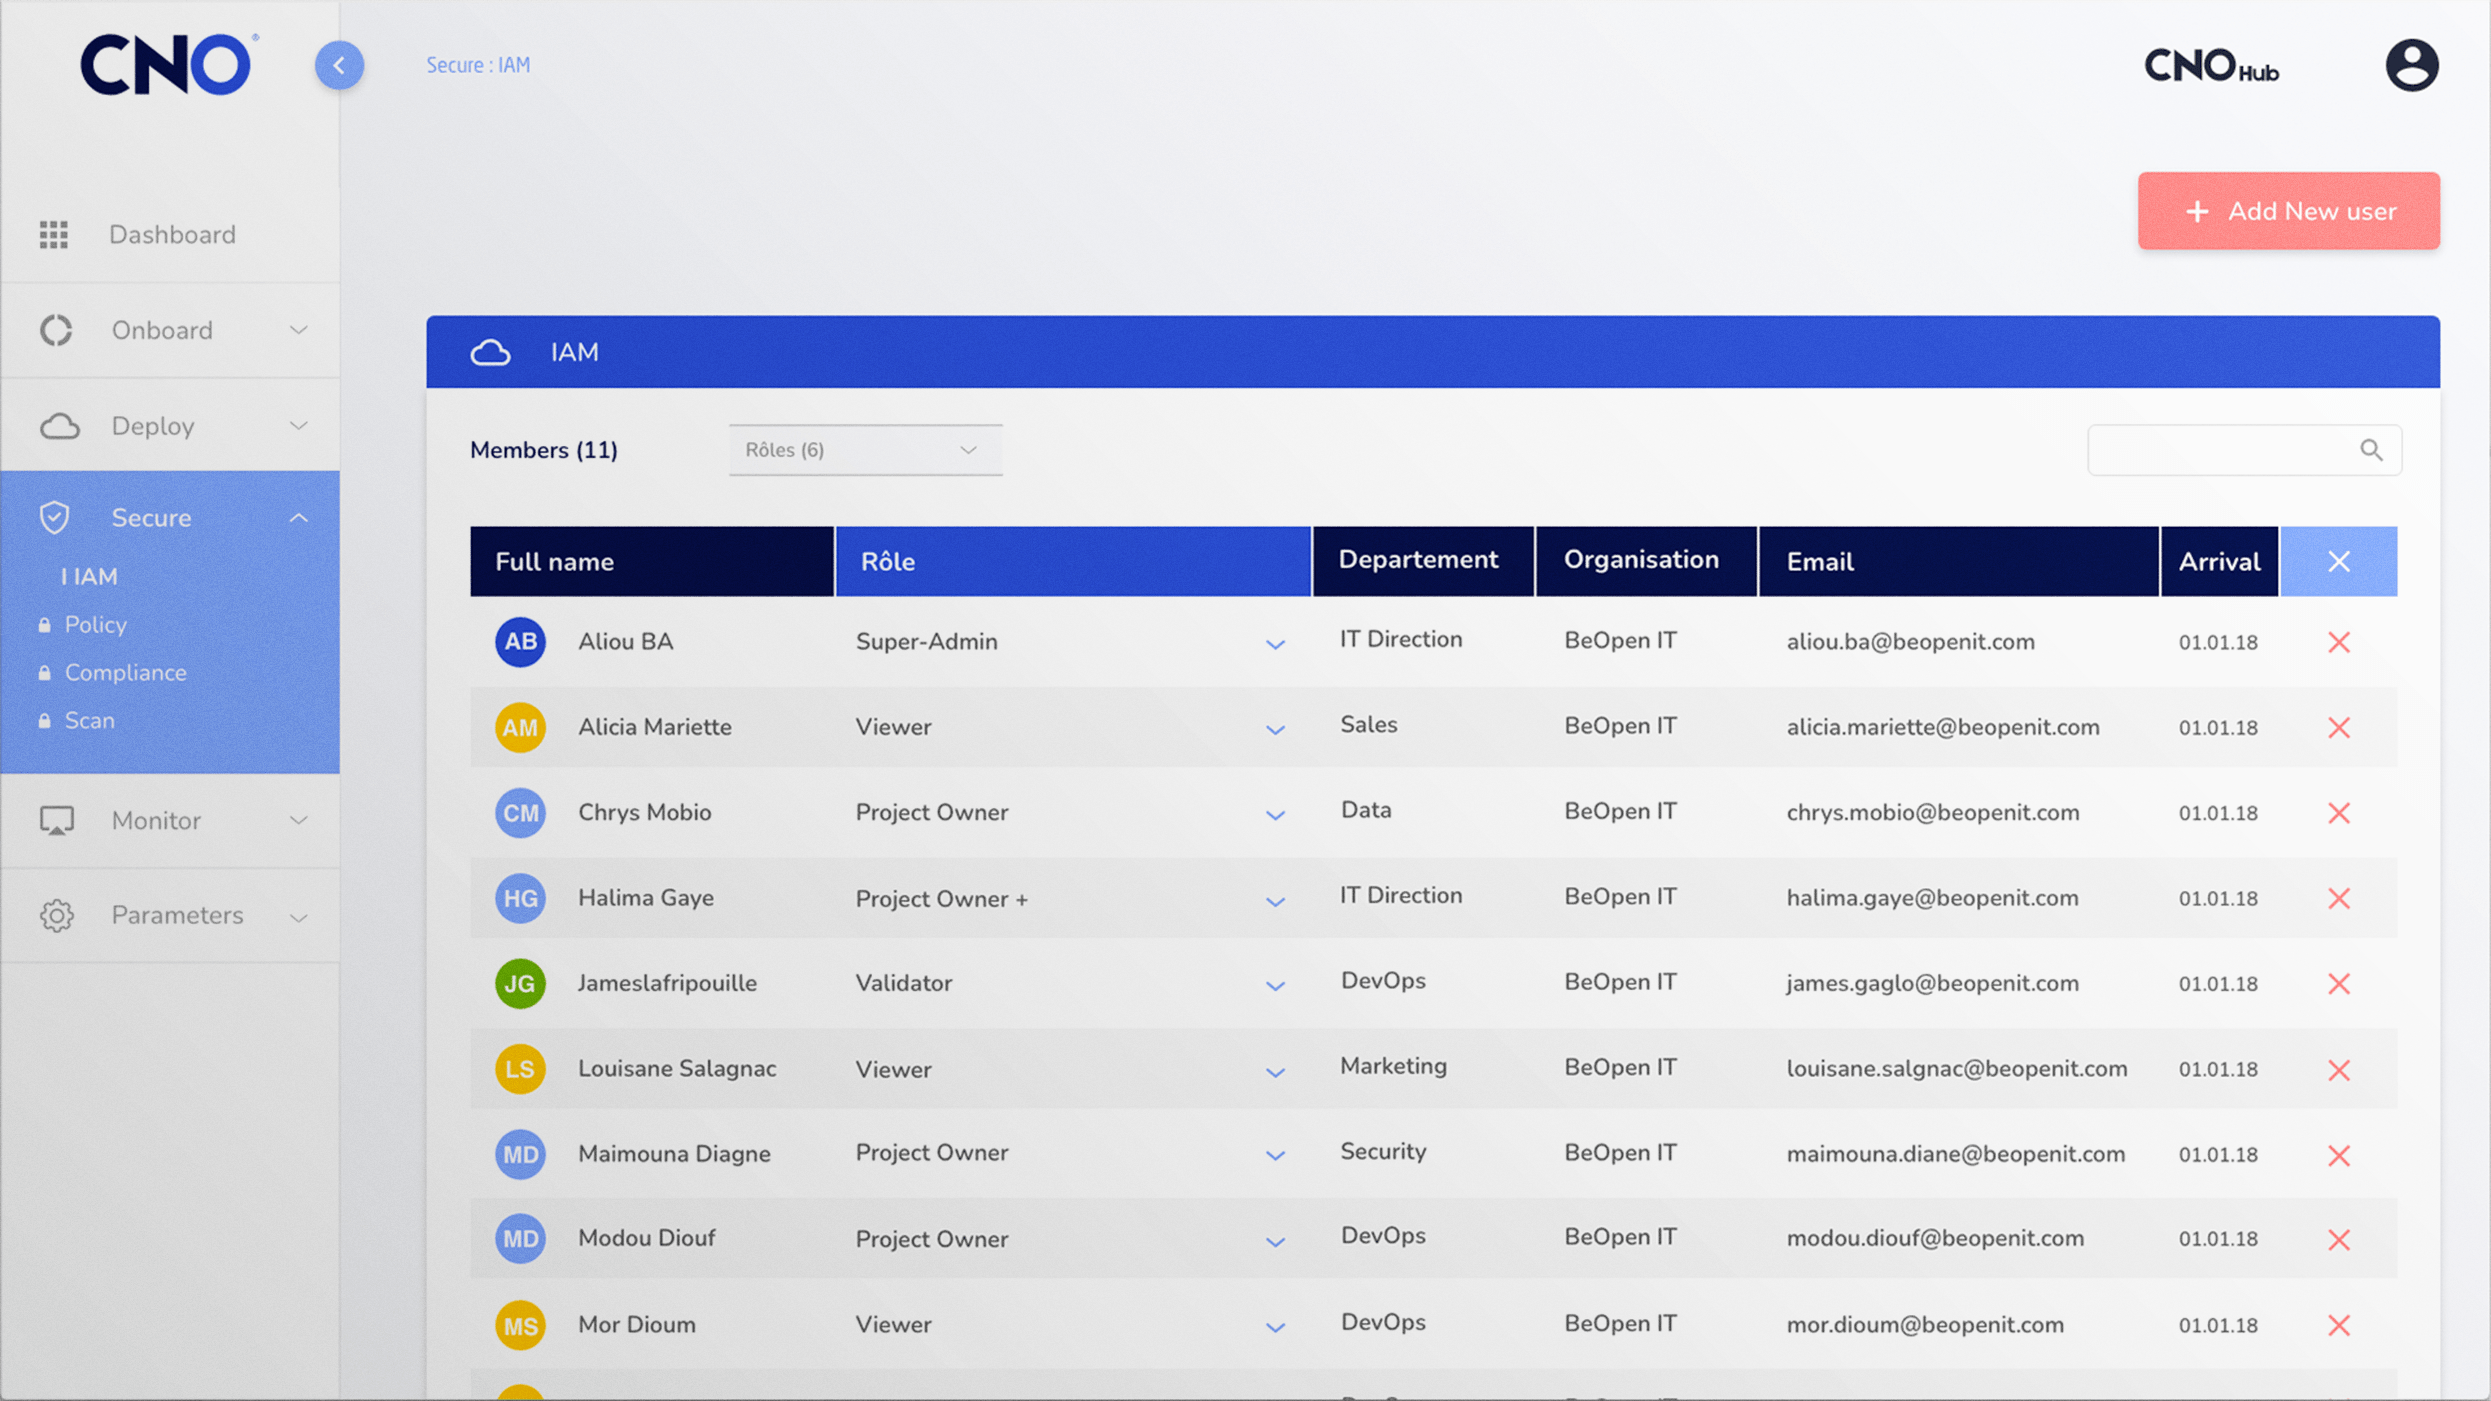 CNO®
Secure : IAM
CNO Hub
+ Add New user
Dashboard
Onboard
Deploy
Secure
I IAM
Policy
Compliance
Scan
Monitor
Parameters
IAM
Members (11)
Rôles (6)
Full name Rôle Departement Organisation Email Arrival
AB Aliou BA Super-Admin IT Direction BeOpen IT aliou.ba@beopenit.com 01.01.18
AM Alicia Mariette Viewer Sales BeOpen IT alicia.mariette@beopenit.com 01.01.18
CM Chrys Mobio Project Owner Data BeOpen IT chrys.mobio@beopenit.com 01.01.18
HG Halima Gaye Project Owner + IT Direction BeOpen IT halima.gaye@beopenit.com 01.01.18
JG Jameslafripouille Validator DevOps BeOpen IT james.gaglo@beopenit.com 01.01.18
LS Louisane Salagnac Viewer Marketing BeOpen IT louisane.salgnac@beopenit.com 01.01.18
MD Maimouna Diagne Project Owner Security BeOpen IT maimouna.diane@beopenit.com 01.01.18
MD Modou Diouf Project Owner DevOps BeOpen IT modou.diouf@beopenit.com 01.01.18
MS Mor Dioum Viewer DevOps BeOpen IT mor.dioum@beopenit.com 01.01.18